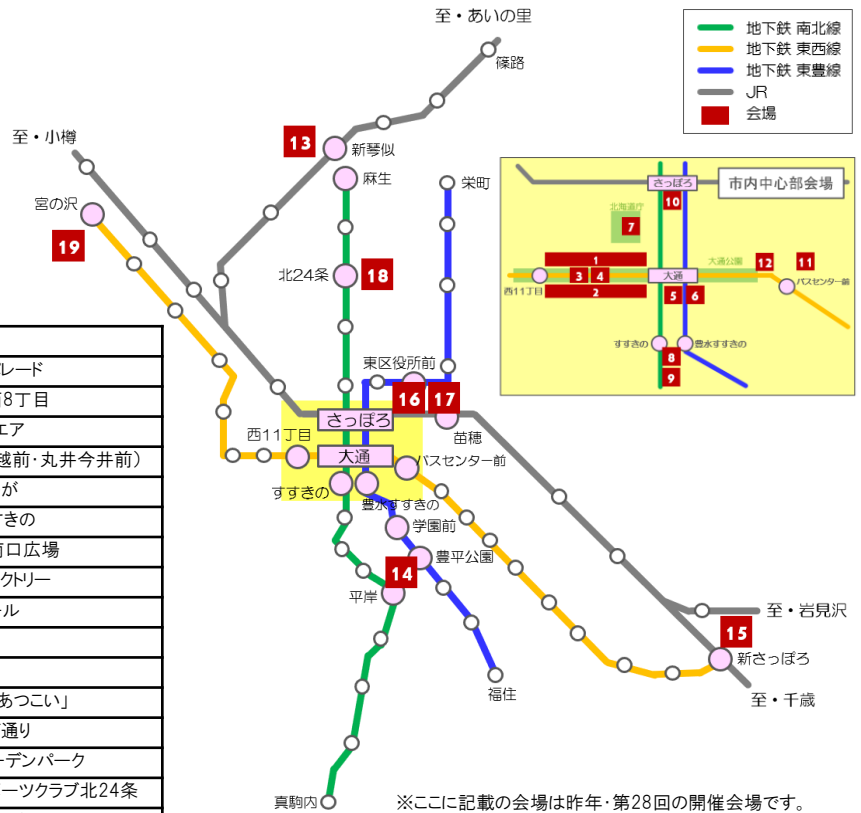 至・あいの里
篠路
至・小樽
13
新琴似
麻生
宮の沢
19
栄町
北24条
18
東区役所前
16 17
さっぽろ
苗穂
西11丁目
大通
バスセンター前
すすきの
豊水すすきの
学園前
豊平公園
14
平岸
15
至・岩見沢
新さっぽろ
至・千歳
福住
真駒内
地下鉄 南北線
地下鉄 東西線
地下鉄 東豊線
JR
会場
市内中心部会場
さっぽろ
10
北海道庁
7
1
大通公園
12
11
3 4
大通
バスセンター前
西11丁目
2
5 6
すすきの
豊水すすきの
8
9
レード
8丁目
ェア
越前・丸井今井前）
が
すきの
南口広場
クトリー
ール
あつこい」
通り
ーデンパーク
ーツクラブ北24条
※ここに記載の会場は昨年・第28回の開催会場です。